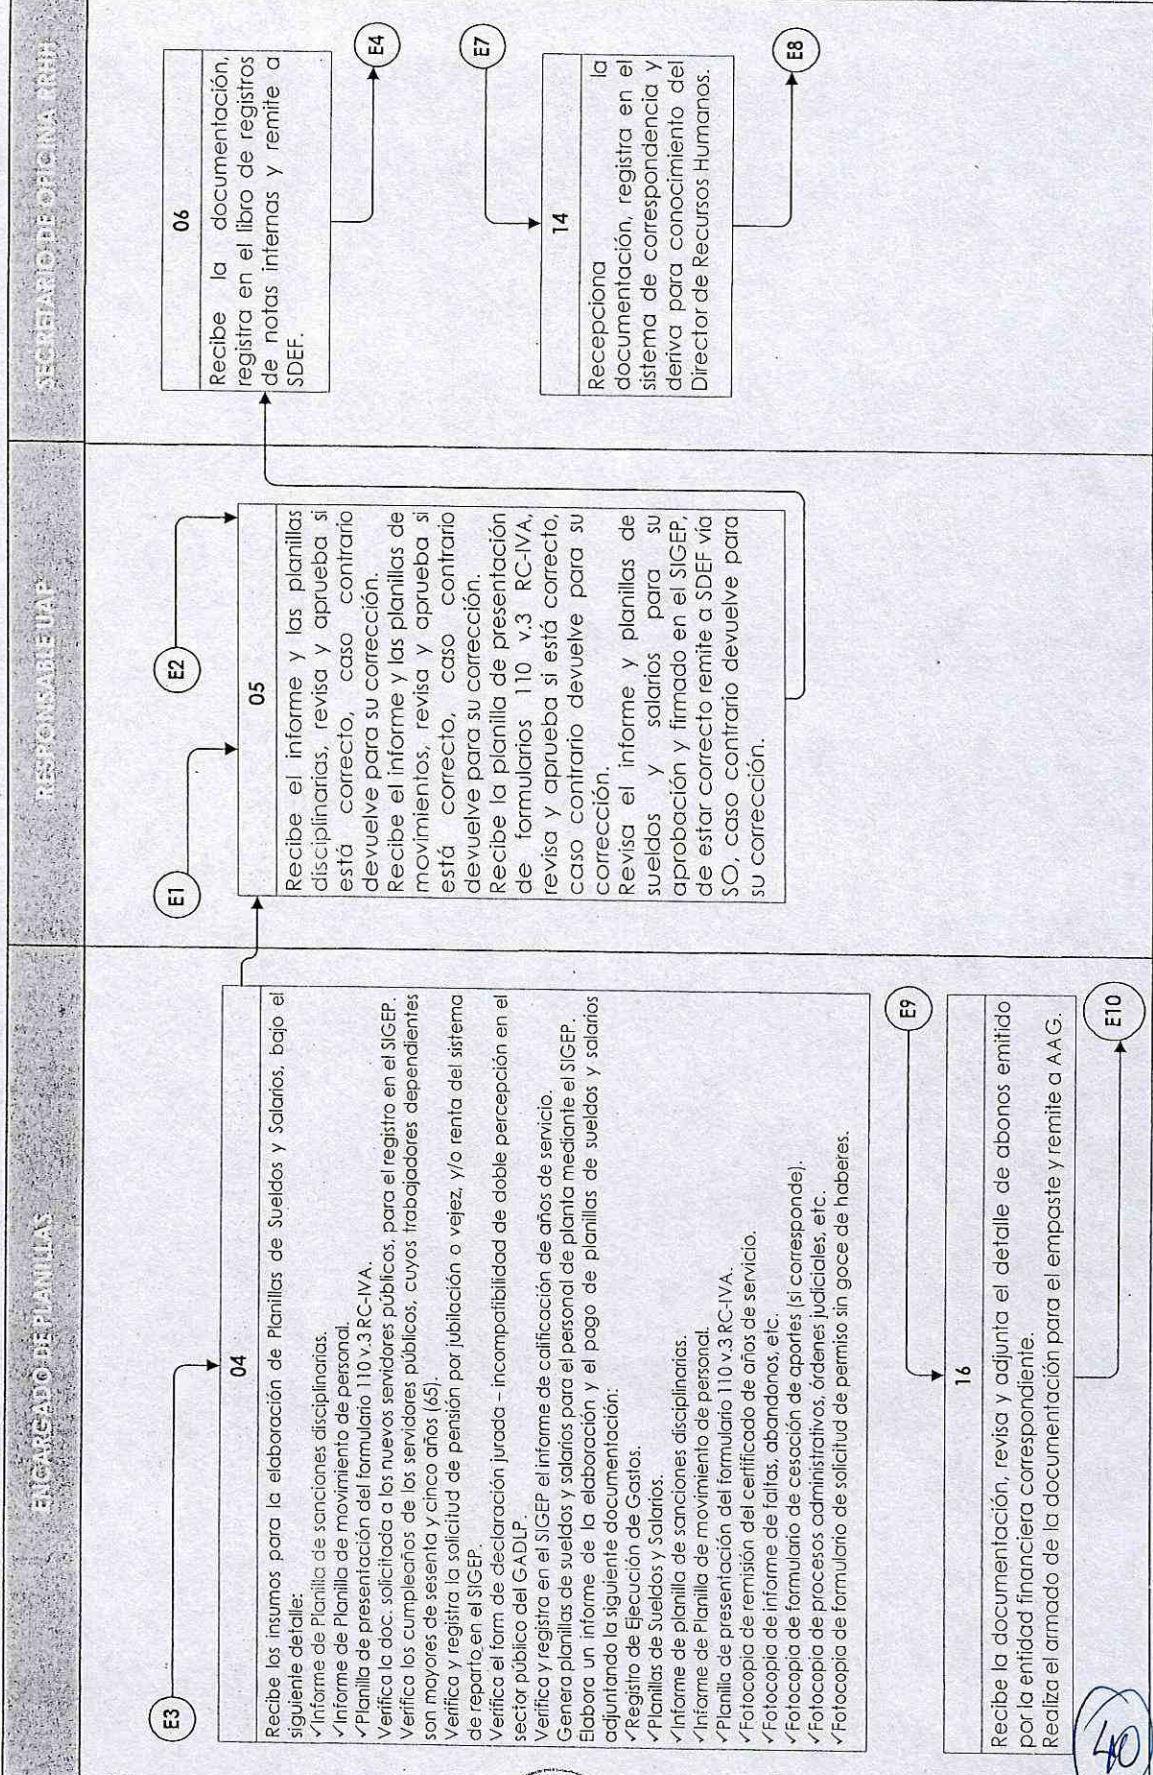 ENCARGADO DE PLANILLAS
E3
04
Recibe los insumos para la elaboración de Planillas de Sueldos y Salarios, bajo el
siguiente detalle:
✓Informe de Planilla de sanciones disciplinarias.
✓Informe de Planilla de movimiento de personal.
✓Planilla de presentación del formulario 110 v.3 RC-IVA.
Verifica la doc. solicitada a los nuevos servidores públicos, para el registro en el SIGEP.
Verifica los cumpleaños de los servidores públicos, cuyos trabajadores dependientes
son mayores de sesenta y cinco años (65).
Verifica y registra la solicitud de pensión por jubilación o vejez, y/o renta del sistema
de reparto en el SIGEP.
Verifica el form de declaración jurada – incompatibilidad de doble percepción en el
sector público del GADLP.
Verifica y registra en el SIGEP el informe de calificación de años de servicio.
Genera planillas de sueldos y salarios para el personal de planta mediante el SIGEP.
Elabora un informe de la elaboración y el pago de planillas de sueldos y salarios
adjuntando la siguiente documentación:
✓Registro de Ejecución de Gastos.
✓Planillas de Sueldos y Salarios.
✓Informe de planilla de sanciones disciplinarias.
✓Informe de Planilla de movimiento de personal.
✓Planilla de presentación del formulario 110 v.3 RC-IVA.
✓Fotocopia de remisión del certificado de años de servicio.
✓Fotocopia de informe de faltas, abandonos, etc.
✓Fotocopia de formulario de cesación de aportes (si corresponde).
✓Fotocopia de procesos administrativos, órdenes judiciales, etc.
✓Fotocopia de formulario de solicitud de permiso sin goce de haberes.
E9
16
Recibe la documentación, revisa y adjunta el detalle de abonos emitido
por la entidad financiera correspondiente.
Realiza el armado de la documentación para el empaste y remite a AAG.
E10
40
RESPONSABLE UAP
E1
E2
05
Recibe el informe y las planillas
disciplinarias, revisa y aprueba si
está correcto, caso contrario
devuelve para su corrección.
Recibe el informe y las planillas de
movimientos, revisa y aprueba si
está correcto, caso contrario
devuelve para su corrección.
Recibe la planilla de presentación
de formularios 110 v.3 RC-IVA,
revisa y aprueba si está correcto,
caso contrario devuelve para su
corrección.
Revisa el informe y planillas de
sueldos y salarios para su
aprobación y firmado en el SIGEP,
de estar correcto remite a SDEF vía
SO, caso contrario devuelve para
su corrección.
SECRETARIO DE OFICINA RRHH
06
Recibe la documentación,
registra en el libro de registros
de notas internas y remite a
SDEF.
E4
E7
14
Recepciona la
documentación, registra en el
sistema de correspondencia y
deriva para conocimiento del
Director de Recursos Humanos.
E8